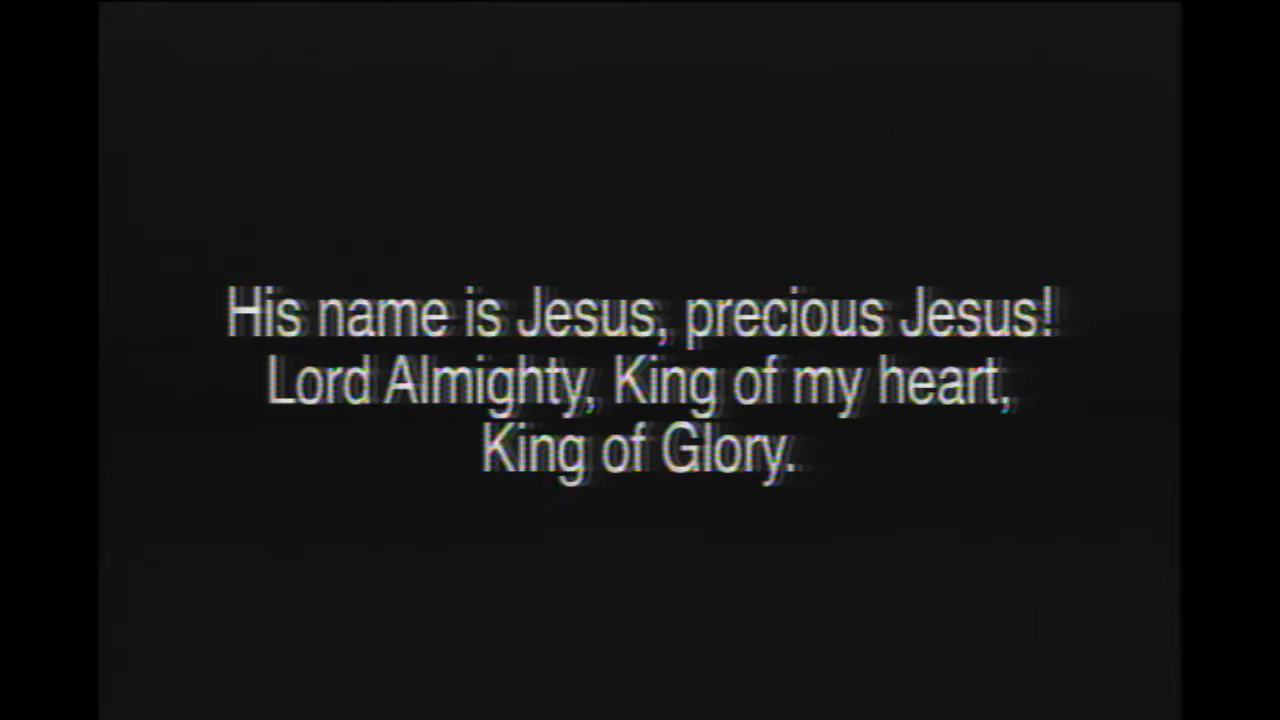 His name is Jesus, precious Jesus!
Lord Almighty, King of my heart,
King of Glory.